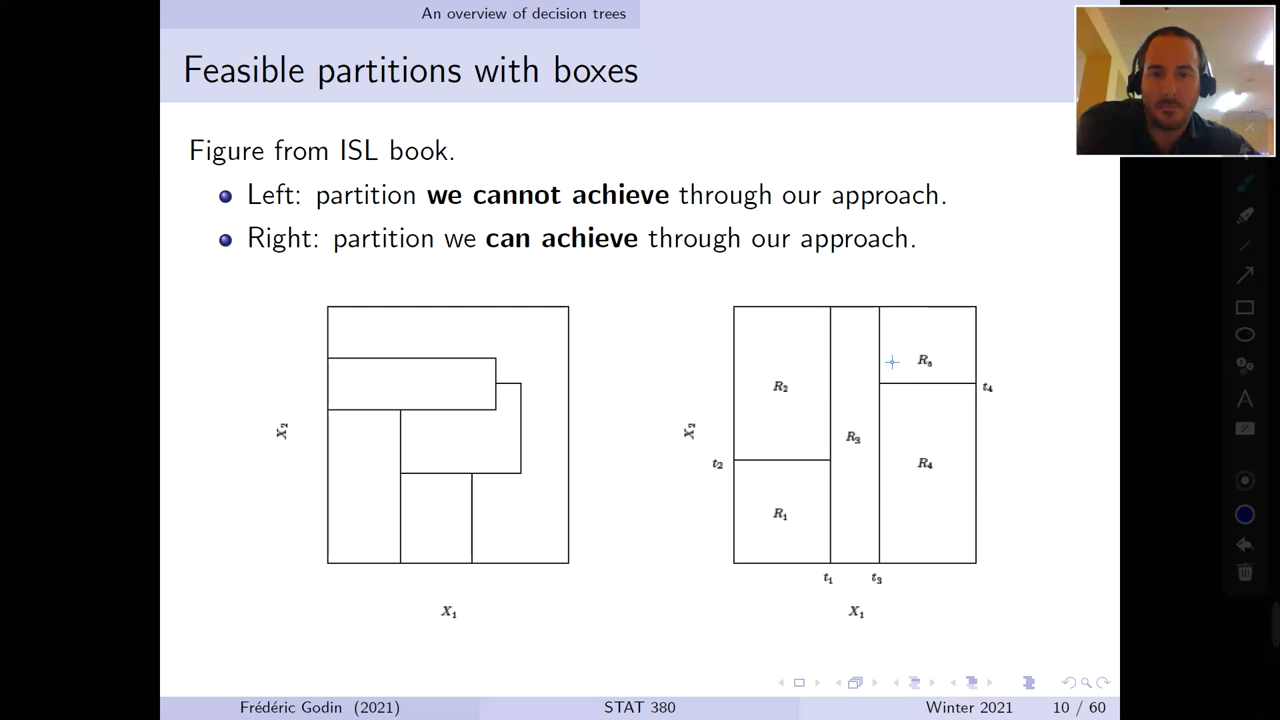 An overview of decision trees
Feasible partitions with boxes
Figure from ISL book.
Left: partition we cannot achieve through our approach.
Right: partition we can achieve through our approach.
X₂
X₁
X₂
R₂
R₅
R₃
R₄
R₁
t₂
t₄
t₁
t₃
X₁
Frédéric Godin (2021)
STAT 380
Winter 2021
10 / 60